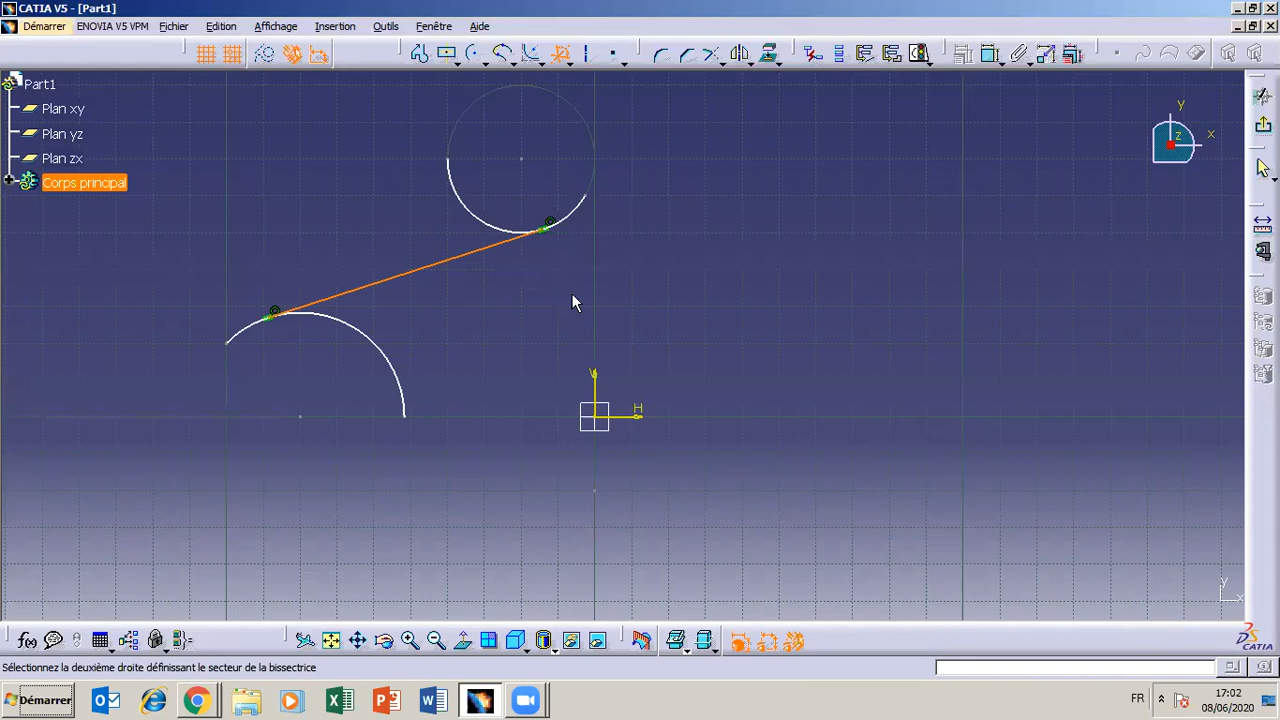 CATIA V5 - [Part1]
Démarrer ENOVIA V5 VPM Fichier Edition Affichage Insertion Outils Fenêtre Aide
Part1
Plan xy
Plan yz
Plan zx
Corps principal
y
x
z
V
H
y
x
f(x)
CATIA
Sélectionnez la deuxième droite définissant le secteur de la bissectrice
Démarrer
FR
17:02
08/06/2020